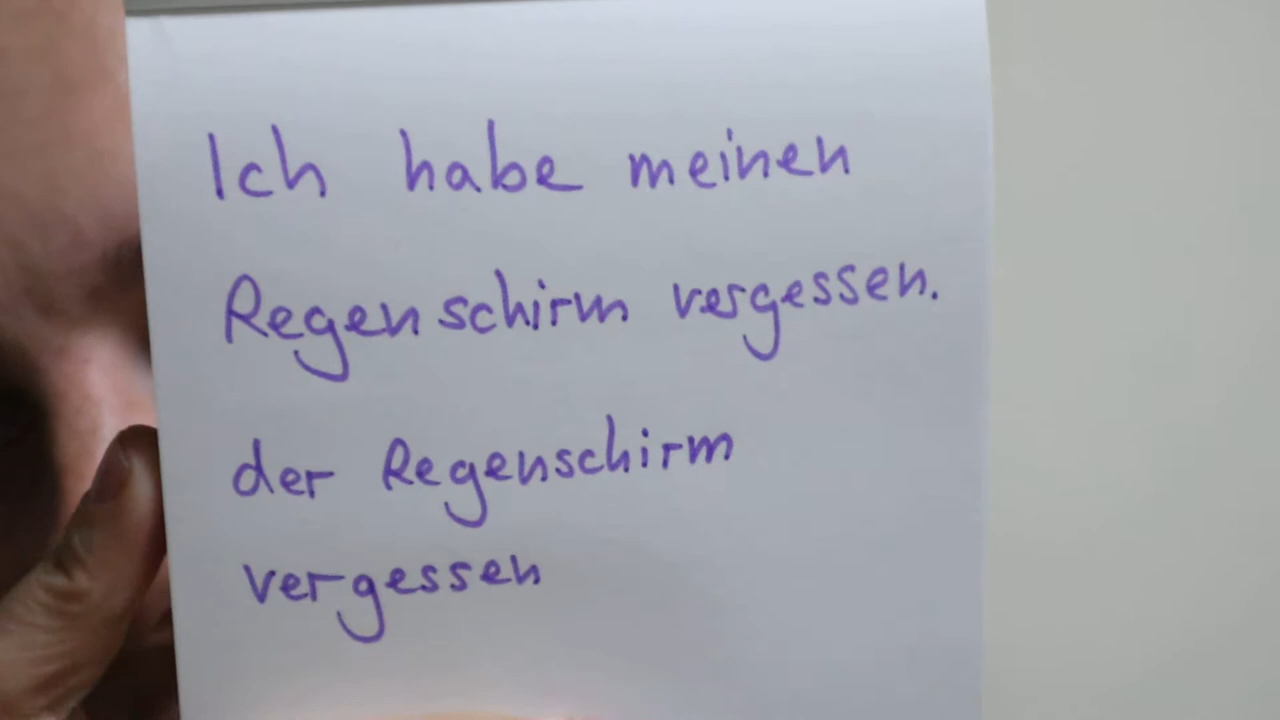 Ich habe meinen
Regenschirm vergessen.
der Regenschirm
vergessen